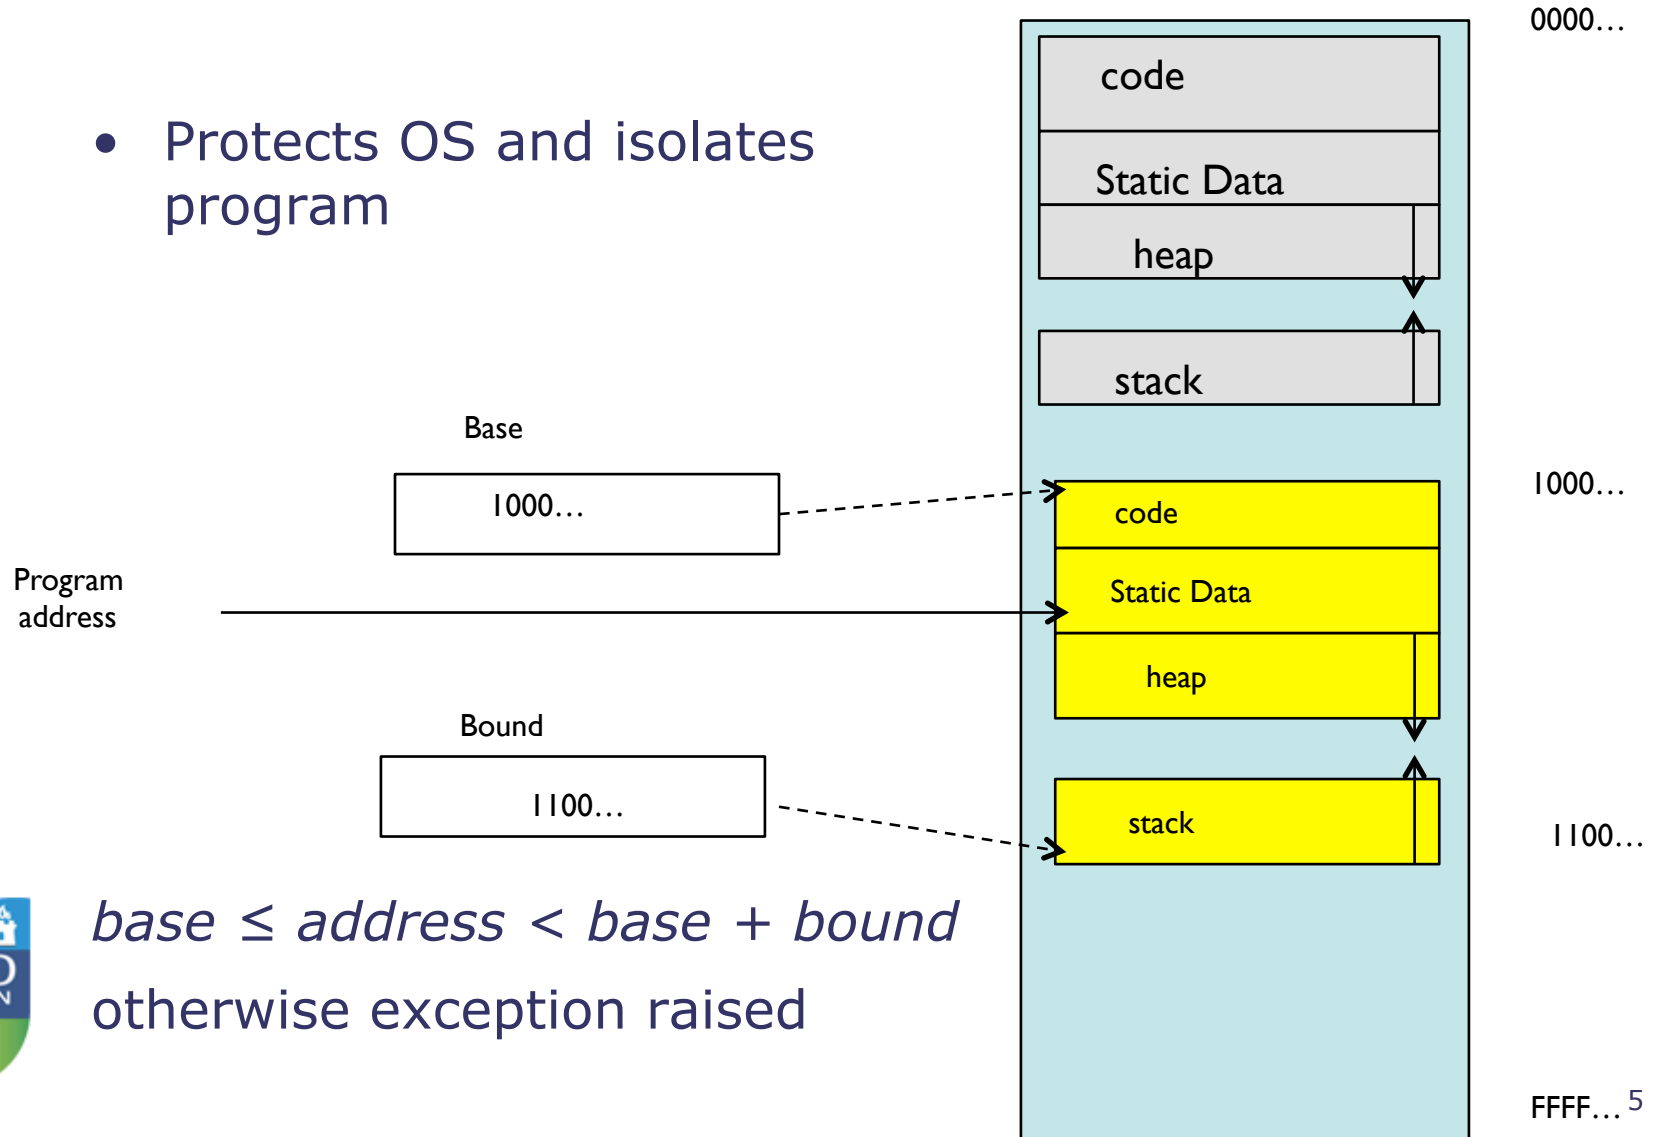 • Protects OS and isolates
program
0000…
code
Static Data
heap
stack
Base
1000…
1000…
code
Program
address
Static Data
heap
Bound
1100…
stack
1100…
base ≤ address < base + bound
otherwise exception raised
FFFF… 5